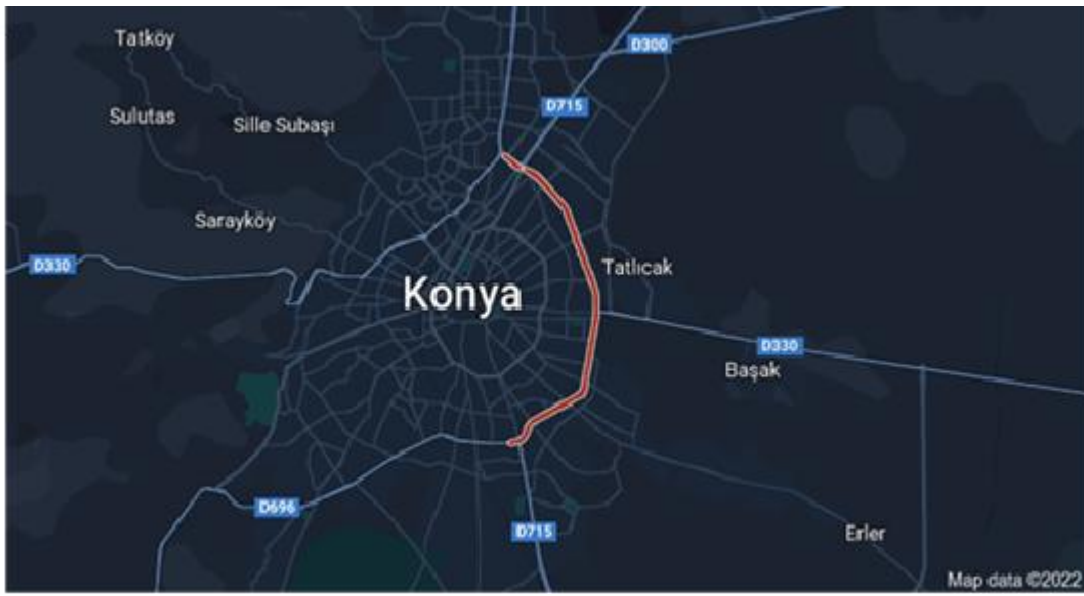 Tatköy
D300
D715
Sulutas
Sille Subaşı
Sarayköy
D330
Tatlıcak
Konya
D330
Başak
D696
D715
Erler
Map data ©2022